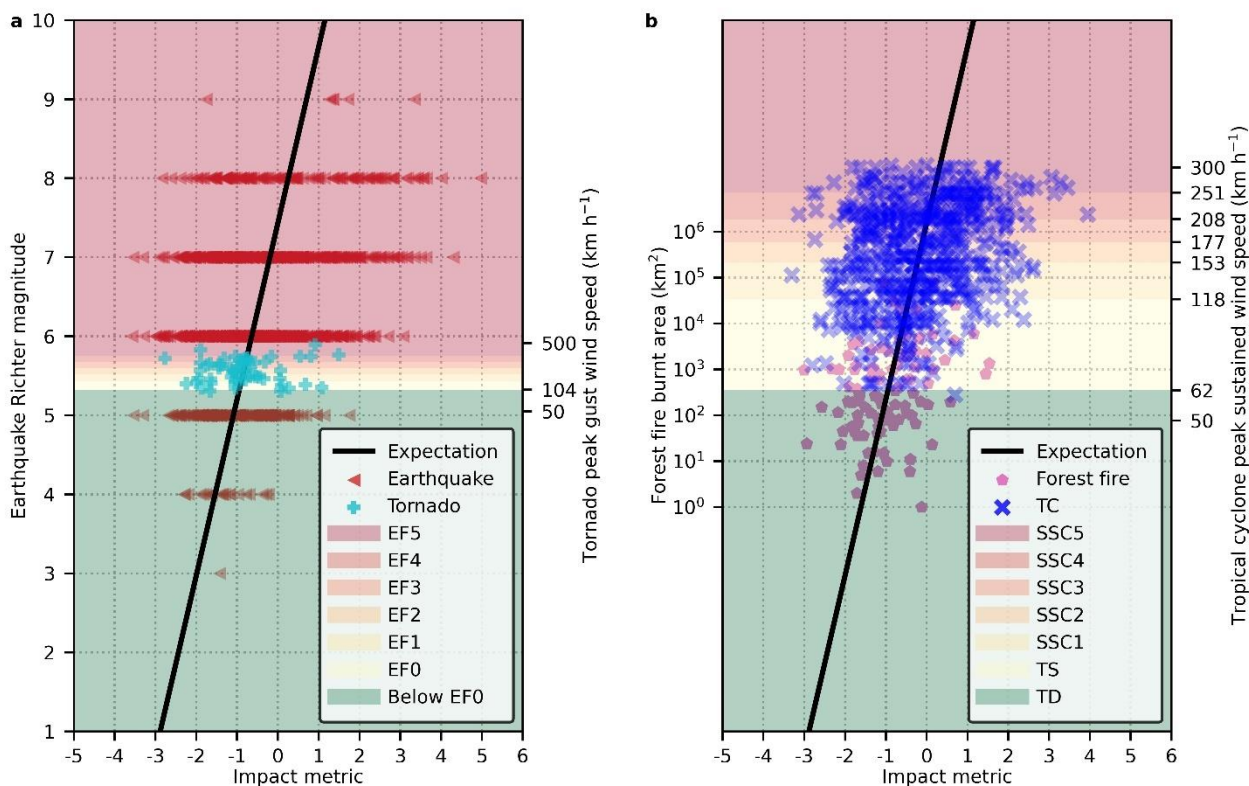 a
10
9
8
7
6
5
4
3
2
1
Earthquake Richter magnitude
-5 -4 -3 -2 -1 0 1 2 3 4 5 6
Impact metric
500
104
50
Tornado peak gust wind speed (km h⁻¹)
Expectation
Earthquake
Tornado
EF5
EF4
EF3
EF2
EF1
EF0
Below EF0
b
10⁶
10⁵
10⁴
10³
10²
10¹
10⁰
Forest fire burnt area (km²)
-5 -4 -3 -2 -1 0 1 2 3 4 5 6
Impact metric
300
251
208
177
153
118
62
50
Tropical cyclone peak sustained wind speed (km h⁻¹)
Expectation
Forest fire
TC
SSC5
SSC4
SSC3
SSC2
SSC1
TS
TD